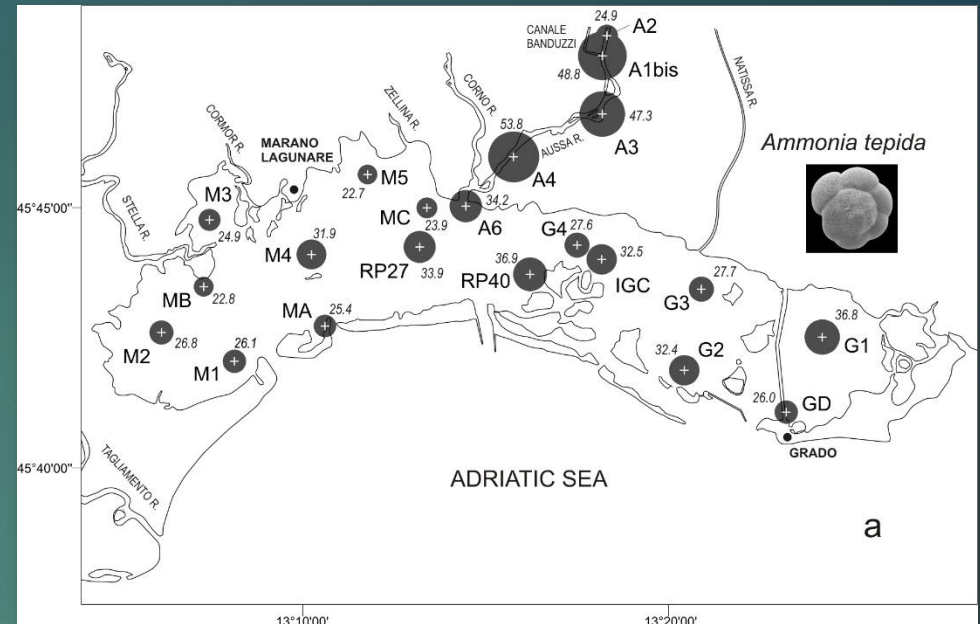 24.9
A2
CANALE
BANDUZZI
48.8
A1bis
47.3
A3
NATISSA R.
Ammonia tepida
CORNO R.
ZELLINA R.
53.8
AUSSA R.
A4
CORMOR R.
MARANO
LAGUNARE
M5
22.7
STELLA R.
M3
24.9
45°45'00"
MC
23.9
34.2
A6
M4
31.9
RP27
33.9
G4
27.6
32.5
IGC
36.9
RP40
27.7
G3
MB
22.8
MA
25.4
M2
26.8
26.1
M1
36.8
G1
32.4
G2
26.0
GD
GRADO
45°40'00"
TAGLIAMENTO R.
ADRIATIC SEA
a
13°10'00'
13°20'00'